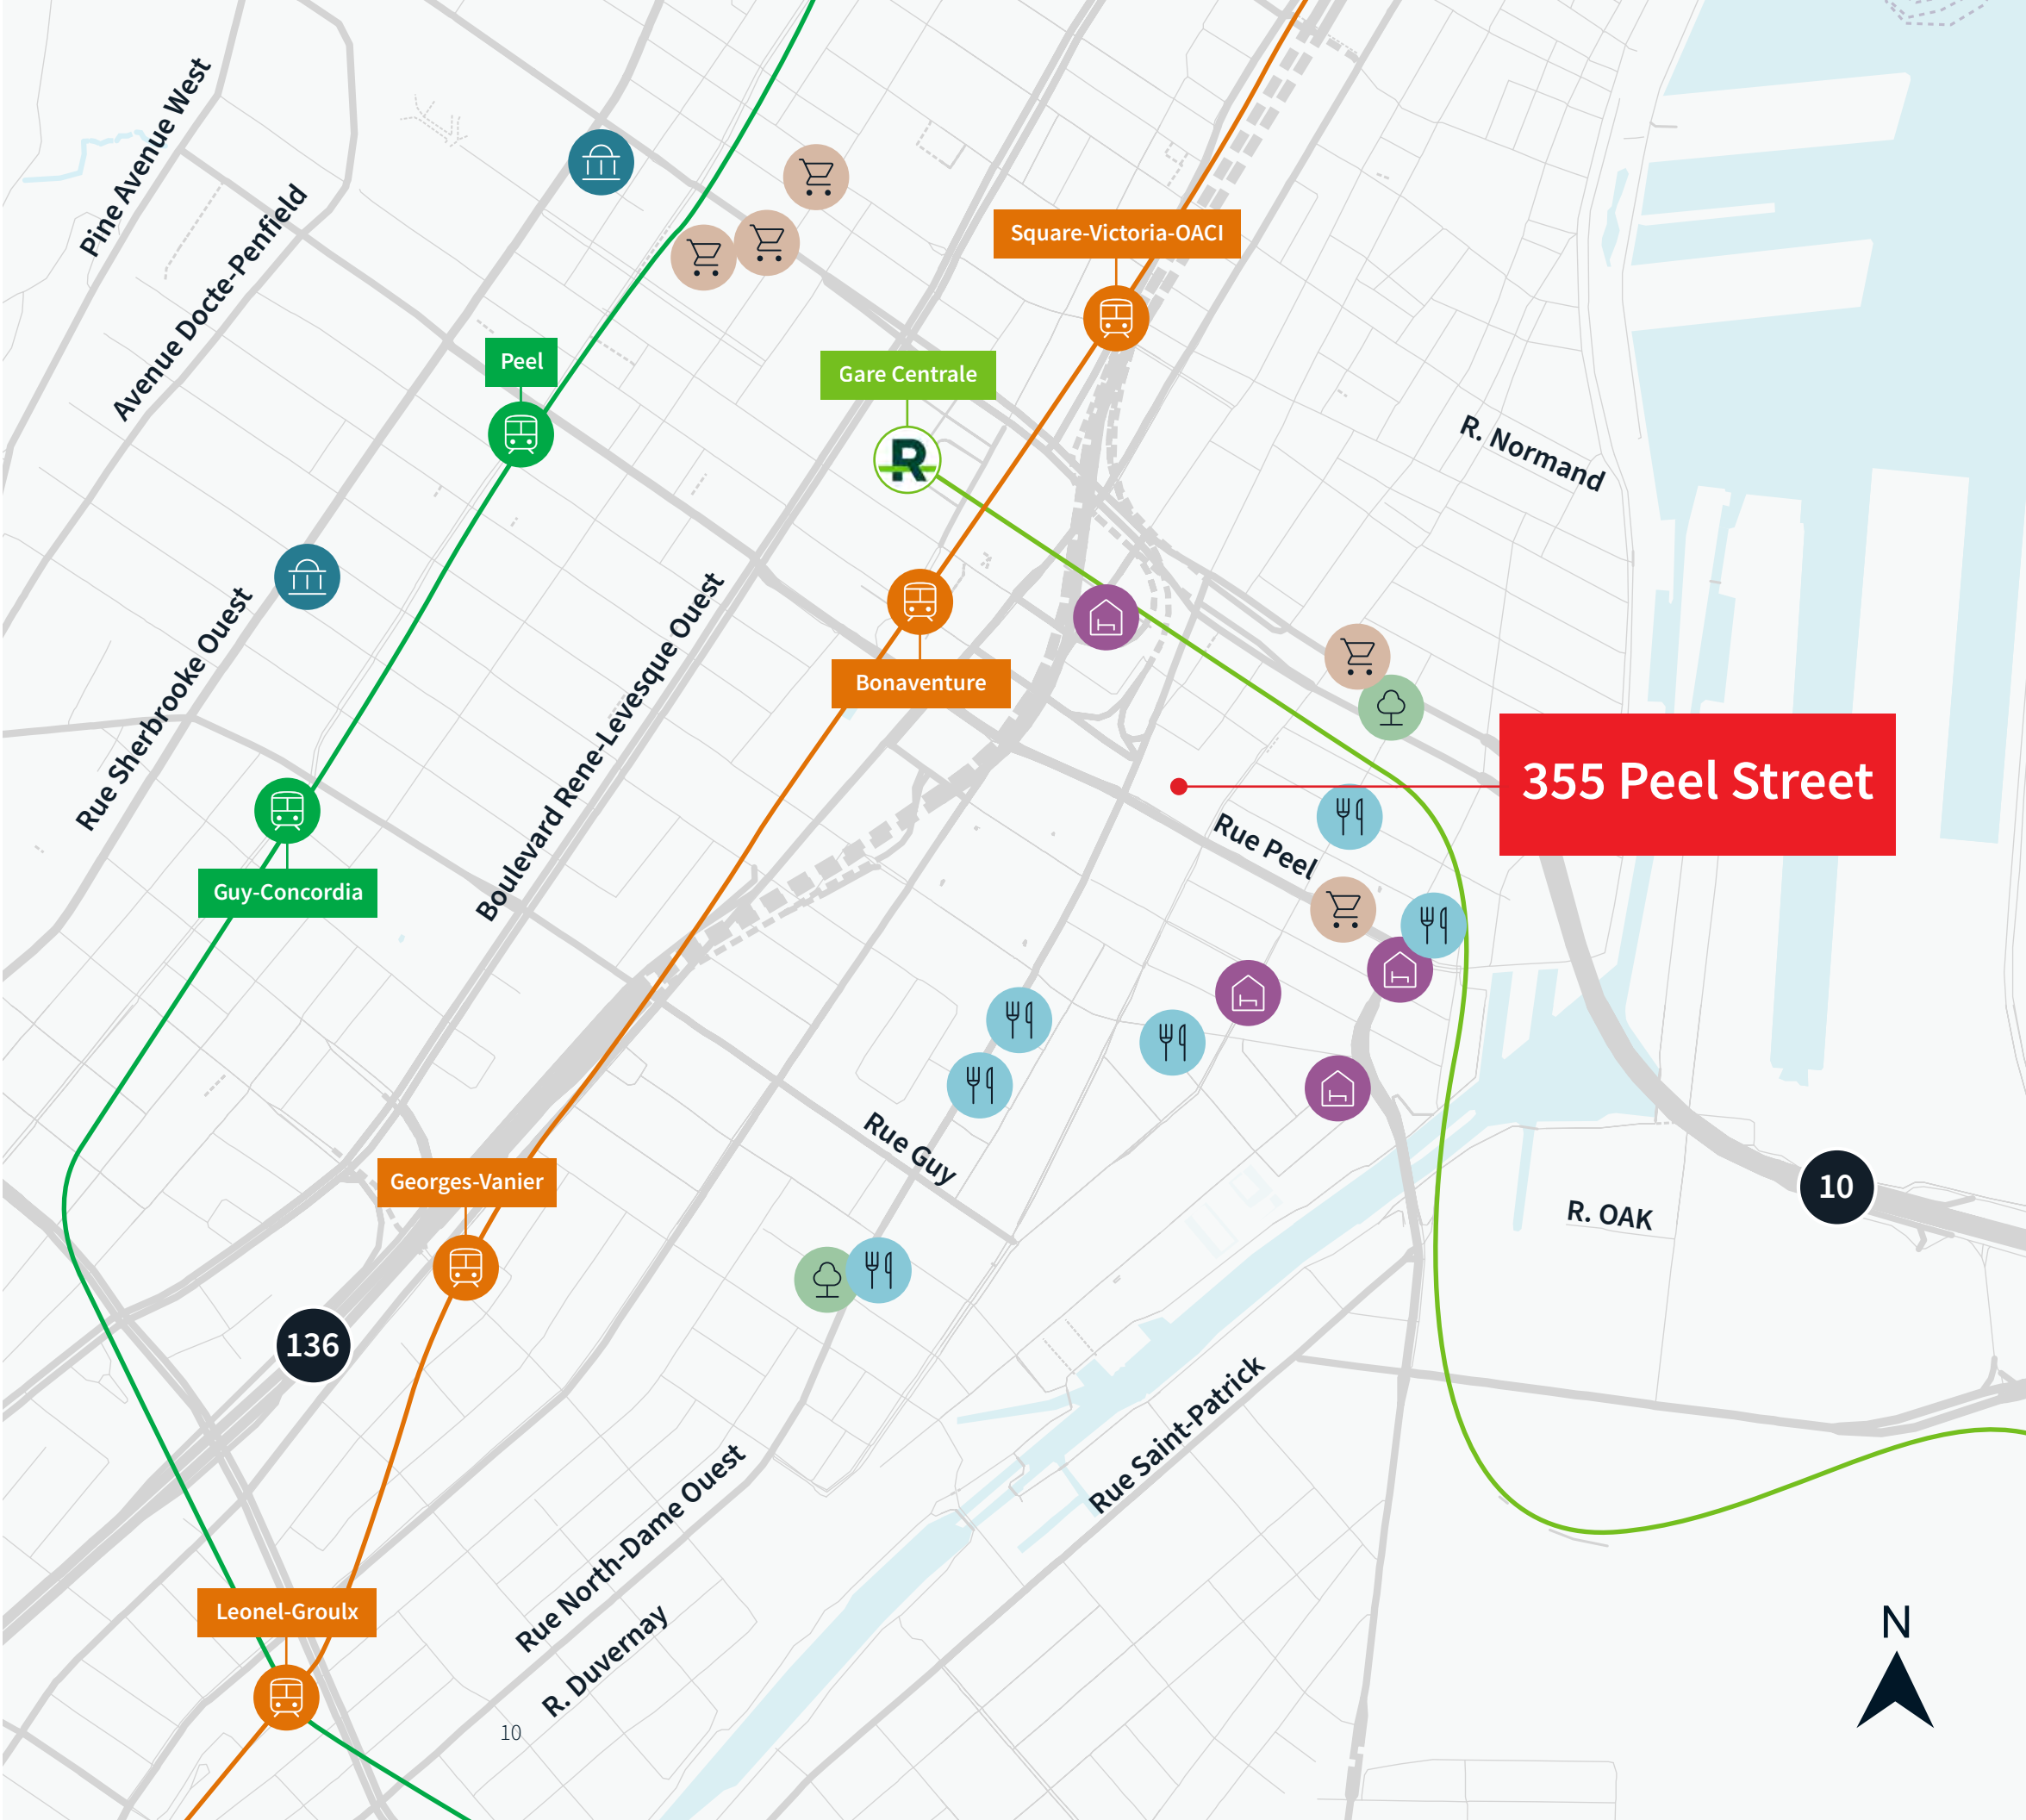 Pine Avenue West
Avenue Docte-Penfield
Square-Victoria-OACI
Peel
Gare Centrale
R
R. Normand
Rue Sherbrooke Ouest
Boulevard Rene-Levesque Ouest
Bonaventure
355 Peel Street
Rue Peel
Guy-Concordia
Rue Guy
Georges-Vanier
10
R. OAK
136
Rue Saint-Patrick
Rue North-Dame Ouest
Leonel-Groulx
R. Duvernay
N
10